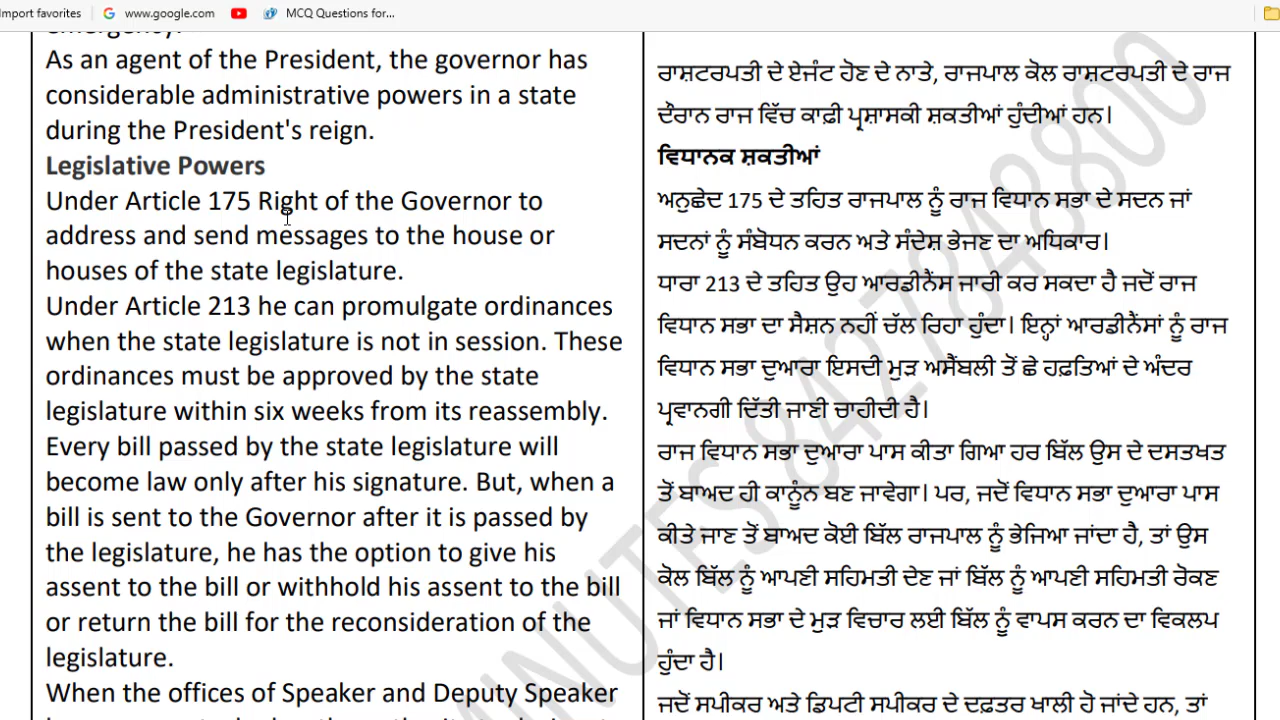 Import favorites
www.google.com
MCQ Questions for...
emergency.
As an agent of the President, the governor has
considerable administrative powers in a state
during the President's reign.
Legislative Powers
Under Article 175 Right of the Governor to
address and send messages to the house or
houses of the state legislature.
Under Article 213 he can promulgate ordinances
when the state legislature is not in session. These
ordinances must be approved by the state
legislature within six weeks from its reassembly.
Every bill passed by the state legislature will
become law only after his signature. But, when a
bill is sent to the Governor after it is passed by
the legislature, he has the option to give his
assent to the bill or withhold his assent to the bill
or return the bill for the reconsideration of the
legislature.
When the offices of Speaker and Deputy Speaker
ਰਾਸ਼ਟਰਪਤੀ ਦੇ ਏਜੰਟ ਹੋਣ ਦੇ ਨਾਤੇ, ਰਾਜਪਾਲ ਕੋਲ ਰਾਸ਼ਟਰਪਤੀ ਦੇ ਰਾਜ
ਦੌਰਾਨ ਰਾਜ ਵਿੱਚ ਕਾਫ਼ੀ ਪ੍ਰਸ਼ਾਸਕੀ ਸ਼ਕਤੀਆਂ ਹੁੰਦੀਆਂ ਹਨ।
ਵਿਧਾਨਕ ਸ਼ਕਤੀਆਂ
ਅਨੁਛੇਦ 175 ਦੇ ਤਹਿਤ ਰਾਜਪਾਲ ਨੂੰ ਰਾਜ ਵਿਧਾਨ ਸਭਾ ਦੇ ਸਦਨ ਜਾਂ
ਸਦਨਾਂ ਨੂੰ ਸੰਬੋਧਨ ਕਰਨ ਅਤੇ ਸੰਦੇਸ਼ ਭੇਜਣ ਦਾ ਅਧਿਕਾਰ।
ਧਾਰਾ 213 ਦੇ ਤਹਿਤ ਉਹ ਆਰਡੀਨੈਂਸ ਜਾਰੀ ਕਰ ਸਕਦਾ ਹੈ ਜਦੋਂ ਰਾਜ
ਵਿਧਾਨ ਸਭਾ ਦਾ ਸੈਸ਼ਨ ਨਹੀਂ ਚੱਲ ਰਿਹਾ ਹੁੰਦਾ। ਇਨ੍ਹਾਂ ਆਰਡੀਨੈਂਸਾਂ ਨੂੰ ਰਾਜ
ਵਿਧਾਨ ਸਭਾ ਦੁਆਰਾ ਇਸਦੀ ਮੁੜ ਅਸੈਂਬਲੀ ਤੋਂ ਛੇ ਹਫ਼ਤਿਆਂ ਦੇ ਅੰਦਰ
ਪ੍ਰਵਾਨਗੀ ਦਿੱਤੀ ਜਾਣੀ ਚਾਹੀਦੀ ਹੈ।
ਰਾਜ ਵਿਧਾਨ ਸਭਾ ਦੁਆਰਾ ਪਾਸ ਕੀਤਾ ਗਿਆ ਹਰ ਬਿੱਲ ਉਸ ਦੇ ਦਸਤਖਤ
ਤੋਂ ਬਾਅਦ ਹੀ ਕਾਨੂੰਨ ਬਣ ਜਾਵੇਗਾ। ਪਰ, ਜਦੋਂ ਵਿਧਾਨ ਸਭਾ ਦੁਆਰਾ ਪਾਸ
ਕੀਤੇ ਜਾਣ ਤੋਂ ਬਾਅਦ ਕੋਈ ਬਿੱਲ ਰਾਜਪਾਲ ਨੂੰ ਭੇਜਿਆ ਜਾਂਦਾ ਹੈ, ਤਾਂ ਉਸ
ਕੋਲ ਬਿੱਲ ਨੂੰ ਆਪਣੀ ਸਹਿਮਤੀ ਦੇਣ ਜਾਂ ਬਿੱਲ ਨੂੰ ਆਪਣੀ ਸਹਿਮਤੀ ਰੋਕਣ
ਜਾਂ ਵਿਧਾਨ ਸਭਾ ਦੇ ਮੁੜ ਵਿਚਾਰ ਲਈ ਬਿੱਲ ਨੂੰ ਵਾਪਸ ਕਰਨ ਦਾ ਵਿਕਲਪ
ਹੁੰਦਾ ਹੈ।
ਜਦੋਂ ਸਪੀਕਰ ਅਤੇ ਡਿਪਟੀ ਸਪੀਕਰ ਦੇ ਦਫ਼ਤਰ ਖਾਲੀ ਹੋ ਜਾਂਦੇ ਹਨ, ਤਾਂ
MINUTES 8427848800